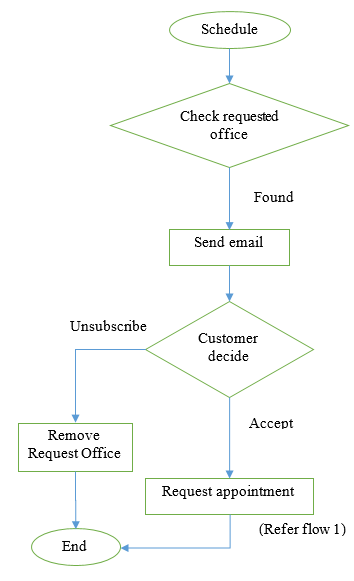 Schedule
Check requested
office
Found
Send email
Unsubscribe
Customer
decide
Accept
Remove
Request Office
Request appointment
(Refer flow 1)
End